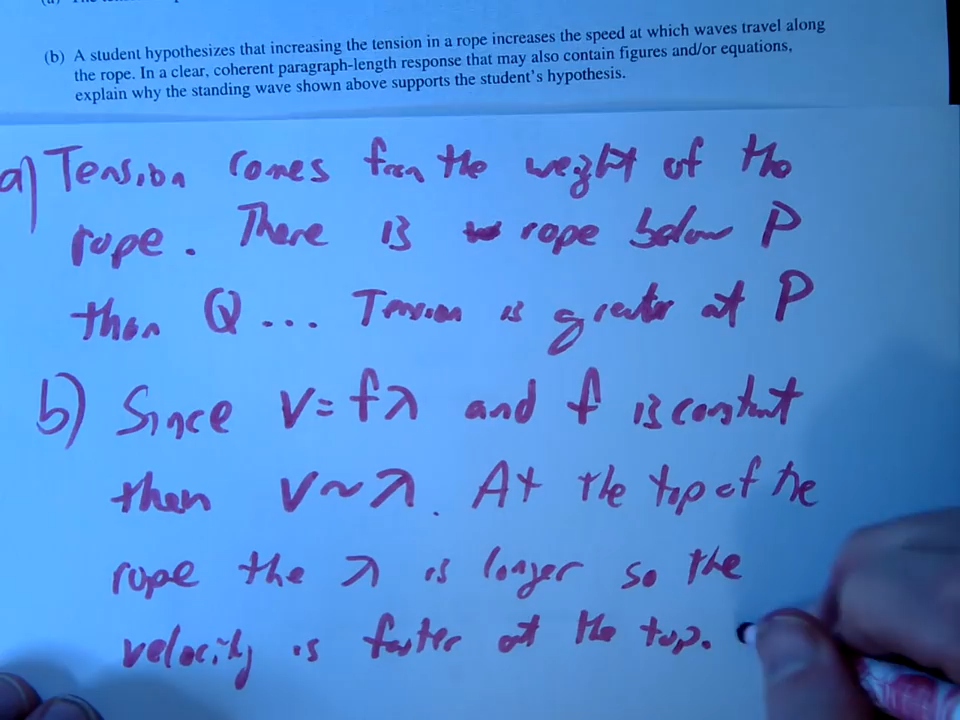 (b) A student hypothesizes that increasing the tension in a rope increases the speed at which waves travel along
the rope. In a clear, coherent paragraph-length response that may also contain figures and/or equations,
explain why the standing wave shown above supports the student's hypothesis.
a) Tension comes from the weight of the
rope. There is rope below P
than Q... Tension is greater at P
b) Since v=fλ and f is constant
then v~λ. At the top of the
rope the λ is longer so the
velocity is faster at the top.